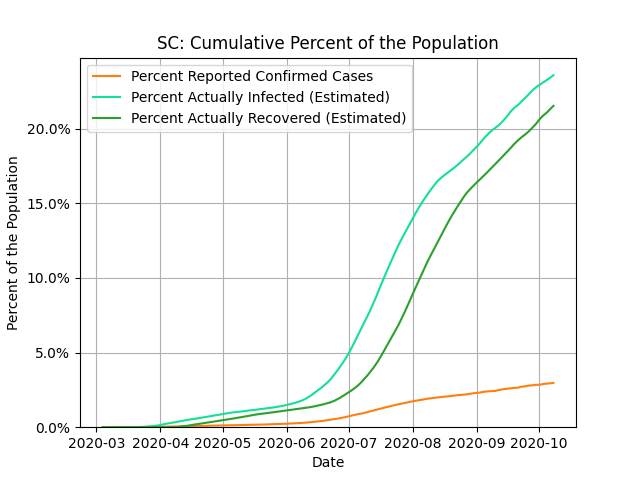 SC: Cumulative Percent of the Population
Percent Reported Confirmed Cases
Percent Actually Infected (Estimated)
Percent Actually Recovered (Estimated)
Percent of the Population
20.0%
15.0%
10.0%
5.0%
0.0%
2020-03 2020-04 2020-05 2020-06 2020-07 2020-08 2020-09 2020-10
Date